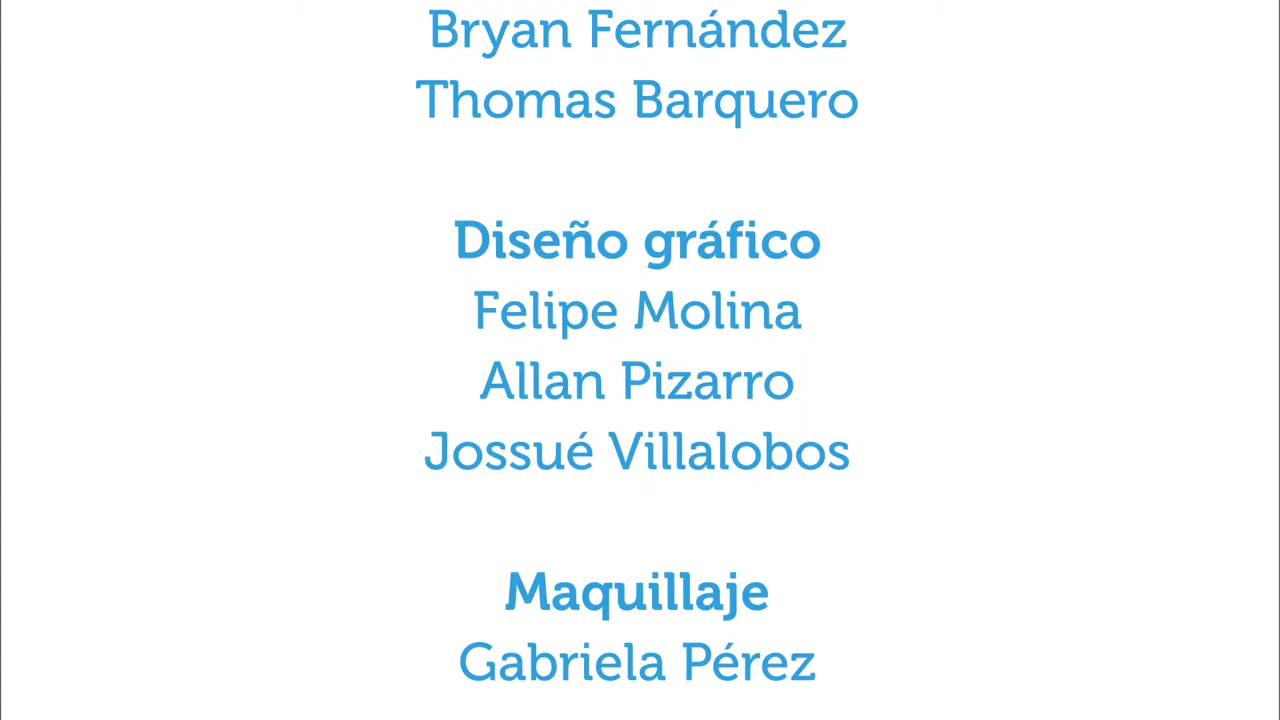 Bryan Fernández
Thomas Barquero
Diseño gráfico
Felipe Molina
Allan Pizarro
Jossué Villalobos
Maquillaje
Gabriela Pérez